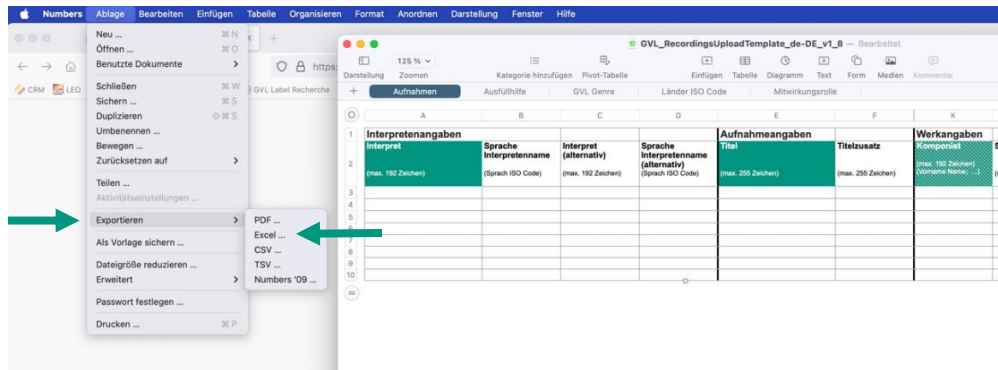 Numbers Ablage Bearbeiten Einfügen Tabelle Organisieren Format Anordnen Darstellung Fenster Hilfe
Neu ... ⌘ N
Öffnen ... ⌘ O
Benutzte Dokumente >
Schließen ⌘ W
Sichern ... ⌘ S
Duplizieren ⇧ ⌘ S
Umbenennen ...
Bewegen ...
Zurücksetzen auf >
Teilen ...
Aktivitätseinstellungen ...
Exportieren >
Als Vorlage sichern ...
Dateigröße reduzieren ...
Erweitert >
Passwort festlegen ...
Drucken ... ⌘ P
PDF ...
Excel ...
CSV ...
TSV ...
Numbers '09 ...
https:
CRM LEO GVL Label Recherche
GVL_RecordingsUploadTemplate_de-DE_v1_8 — Bearbeitet
125 %
Darstellung Zoomen Kategorie hinzufügen Pivot-Tabelle Einfügen Tabelle Diagramm Text Form Medien Kommentar
+ Aufnahmen Ausfüllhilfe GVL Genre Länder ISO Code Mitwirkungsrolle
A B C D E F K
1 Interpretenangaben Aufnahmeangaben Werkangaben
2 Interpret (max. 192 Zeichen)
Sprache Interpretenname (Sprach ISO Code)
Interpret (alternativ) (max. 192 Zeichen)
Sprache Interpretenname (alternativ) (Sprach ISO Code)
Titel (max. 255 Zeichen)
Titelzusatz (max. 255 Zeichen)
Komponist (max. 192 Zeichen) (Vorname Name; ...)
3
4
5
6
7
8
9
10